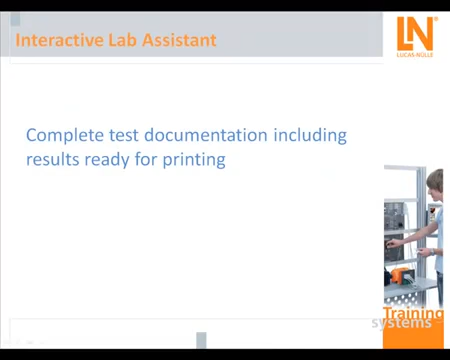 Interactive Lab Assistant
LN®
LUCAS-NÜLLE
Complete test documentation including
results ready for printing
Training
systems